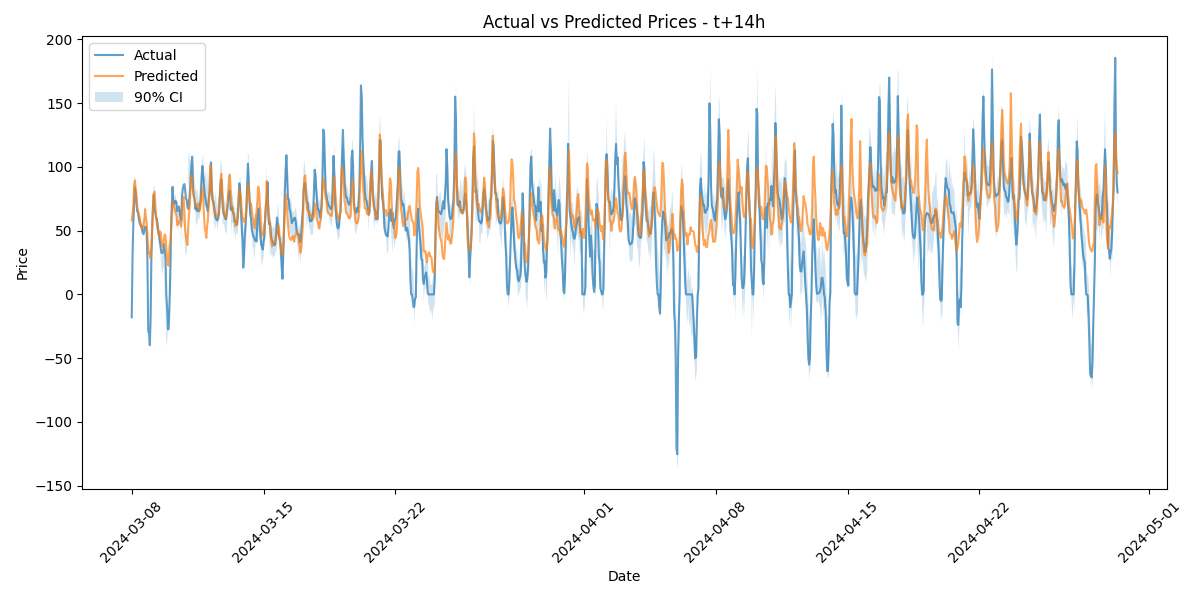 Actual vs Predicted Prices - t+14h
Actual
Predicted
90% CI
Price
200
150
100
50
0
−50
−100
−150
2024-03-08
2024-03-15
2024-03-22
2024-04-01
2024-04-08
2024-04-15
2024-04-22
2024-05-01
Date